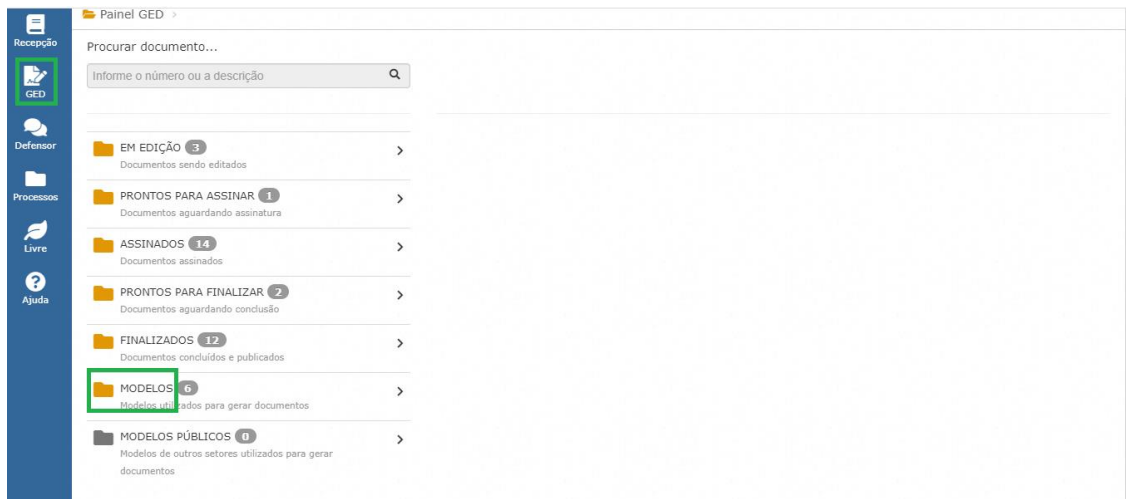 Recepção
GED
Defensor
Processos
Livre
Ajuda
Painel GED
Procurar documento...
Informe o número ou a descrição
EM EDIÇÃO 3
Documentos sendo editados
PRONTOS PARA ASSINAR 1
Documentos aguardando assinatura
ASSINADOS 14
Documentos assinados
PRONTOS PARA FINALIZAR 2
Documentos aguardando conclusão
FINALIZADOS 12
Documentos concluídos e publicados
MODELOS 6
Modelos utilizados para gerar documentos
MODELOS PÚBLICOS 0
Modelos de outros setores utilizados para gerar
documentos